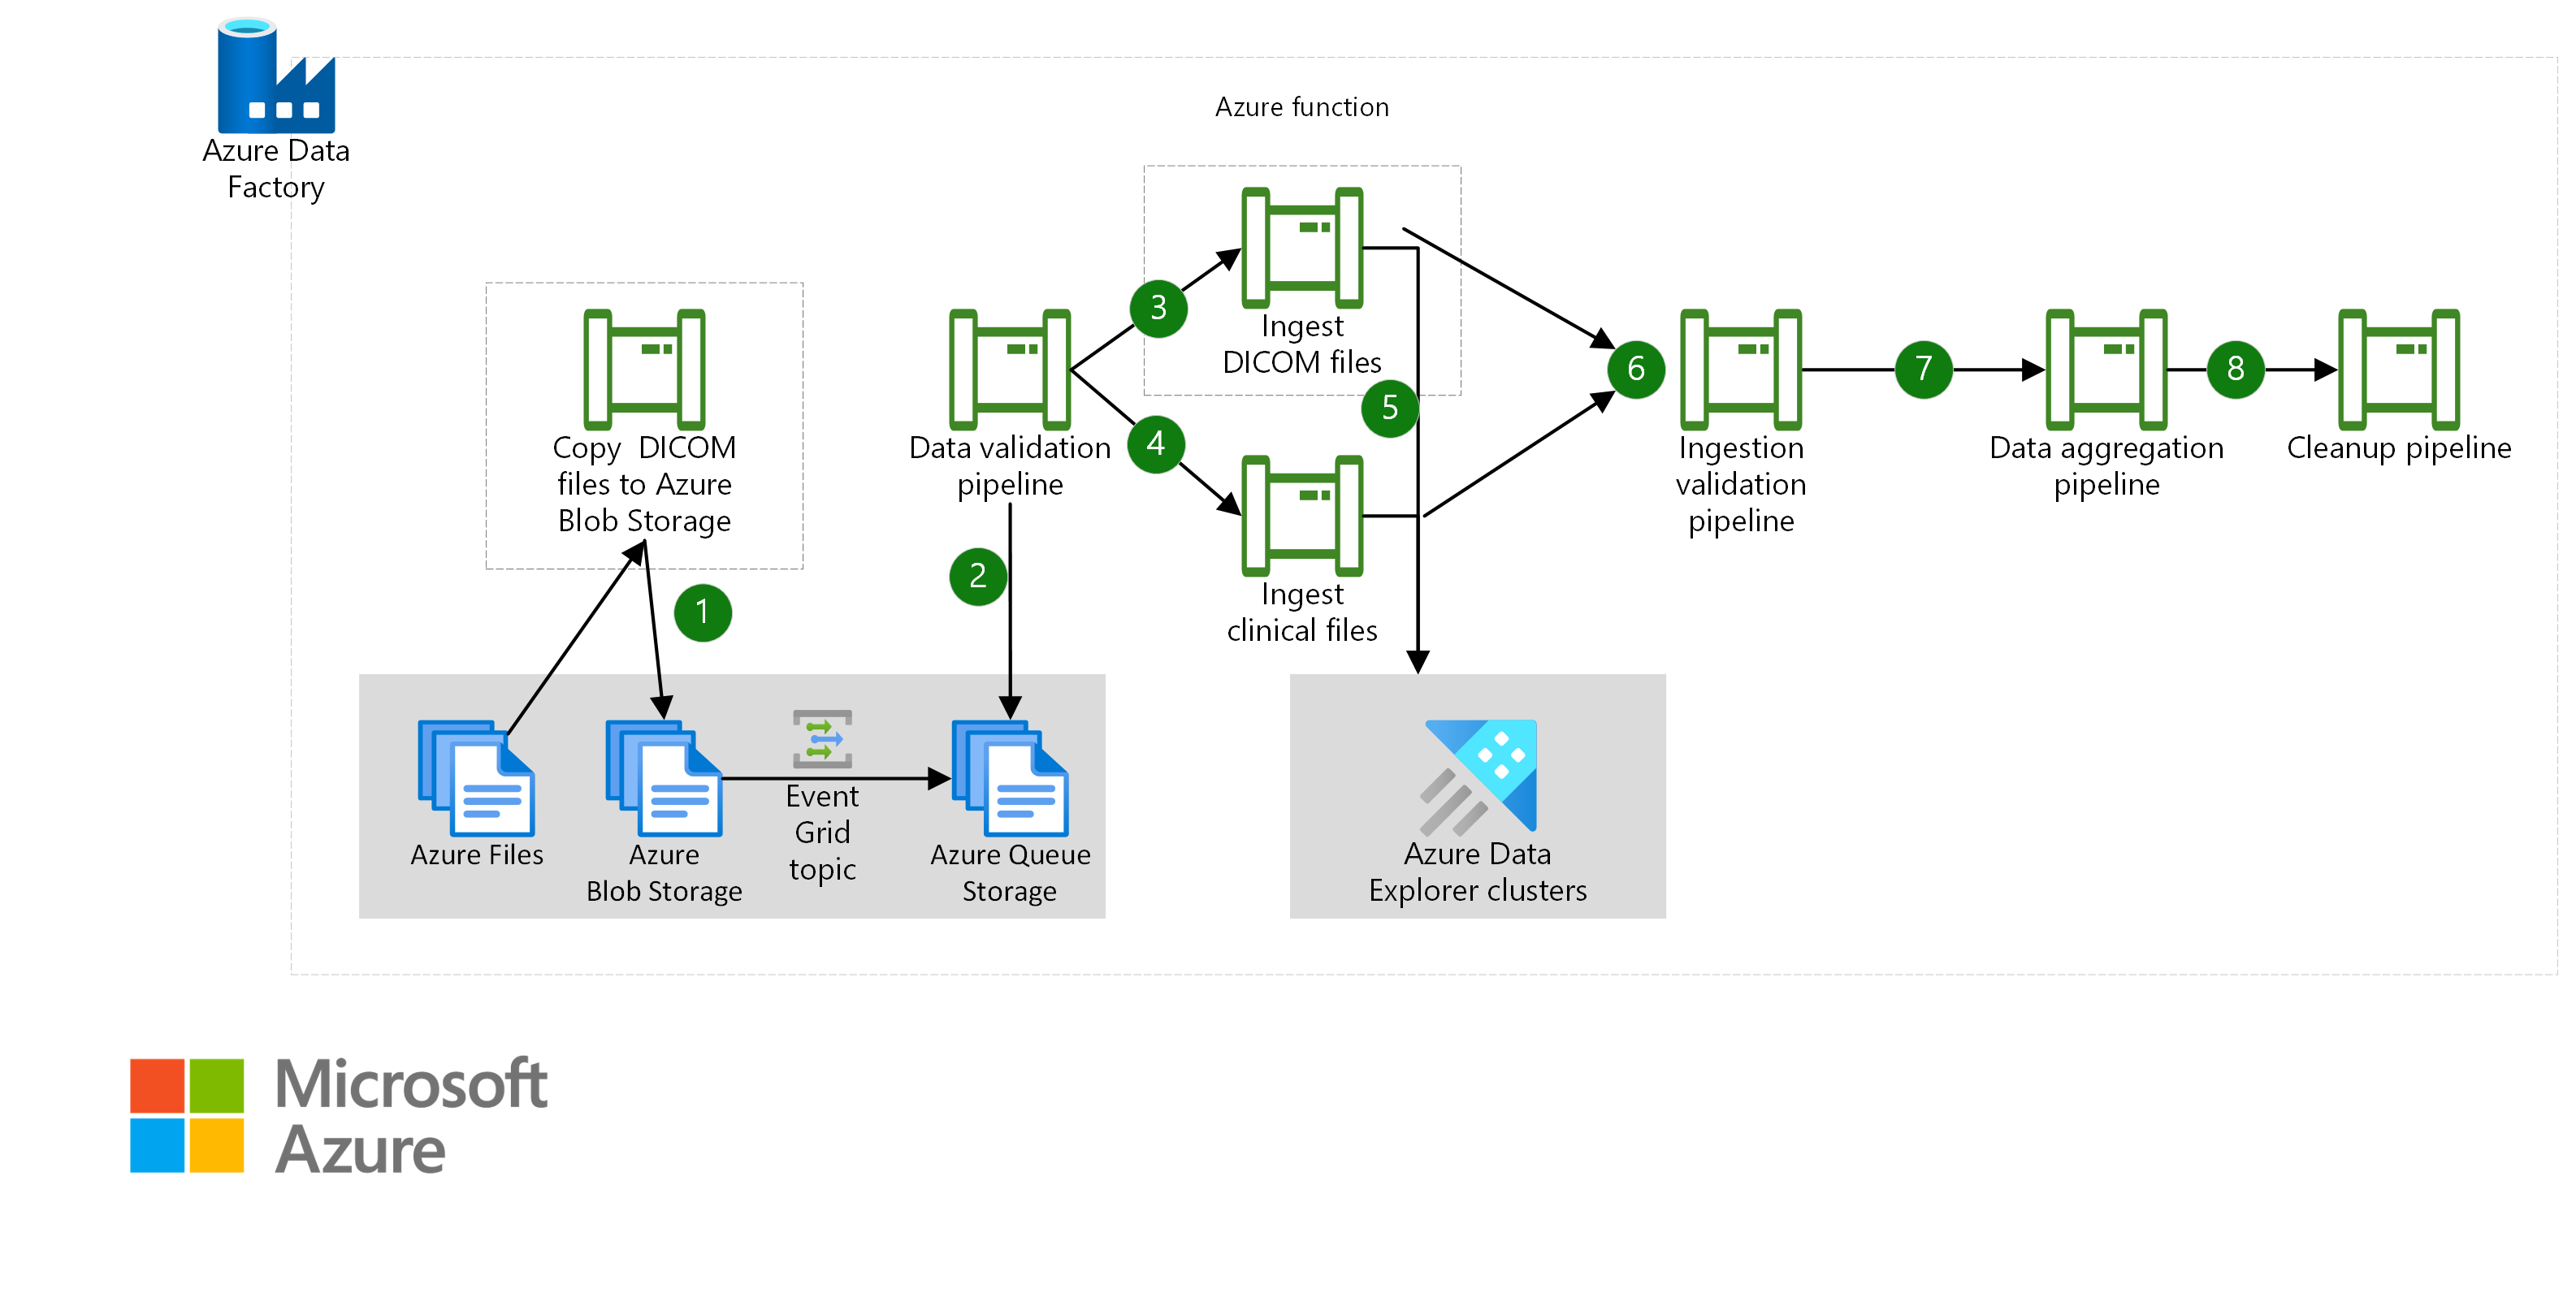 Azure Data
Factory
Azure function
3
Ingest
DICOM files
Copy  DICOM
files to Azure
Blob Storage
Data validation
pipeline
4
5
6
Ingestion
validation
pipeline
7
Data aggregation
pipeline
8
Cleanup pipeline
1
2
Ingest
clinical files
Azure Files
Azure
Blob Storage
Event
Grid
topic
Azure Queue
Storage
Azure Data
Explorer clusters
Microsoft
Azure